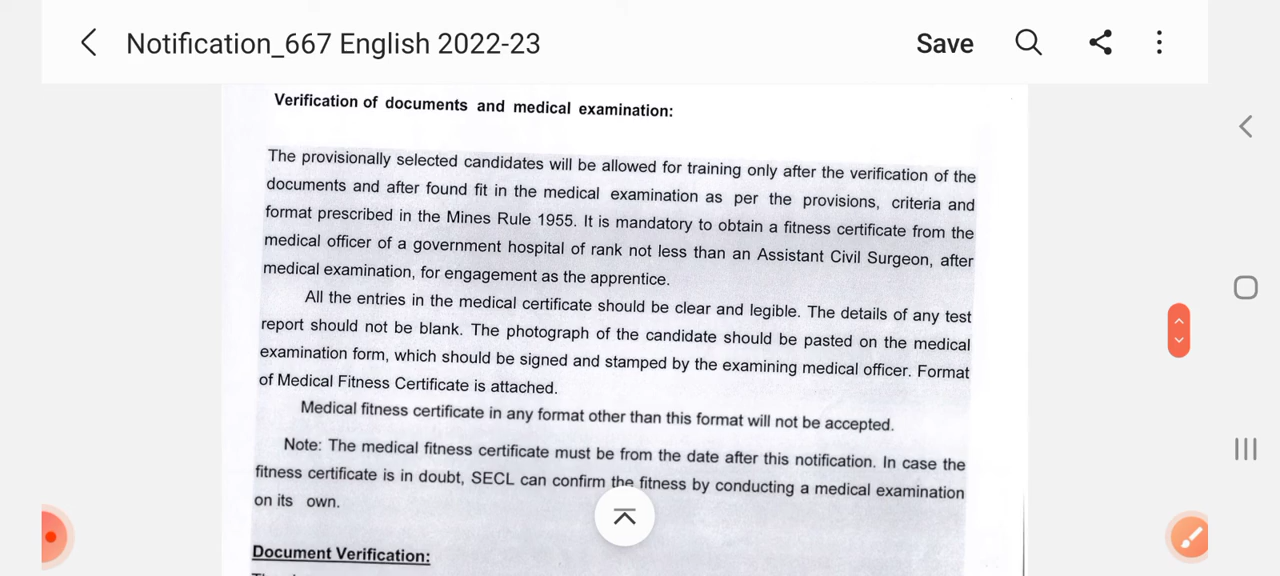 Notification_667 English 2022-23
Save
Verification of documents and medical examination:
The provisionally selected candidates will be allowed for training only after the verification of the
documents and after found fit in the medical examination as per the provisions, criteria and
format prescribed in the Mines Rule 1955. It is mandatory to obtain a fitness certificate from the
medical officer of a government hospital of rank not less than an Assistant Civil Surgeon, after
medical examination, for engagement as the apprentice.
All the entries in the medical certificate should be clear and legible. The details of any test
report should not be blank. The photograph of the candidate should be pasted on the medical
examination form, which should be signed and stamped by the examining medical officer. Format
of Medical Fitness Certificate is attached.
Medical fitness certificate in any format other than this format will not be accepted.
Note: The medical fitness certificate must be from the date after this notification. In case the
fitness certificate is in doubt, SECL can confirm the fitness by conducting a medical examination
on its own.
Document Verification: